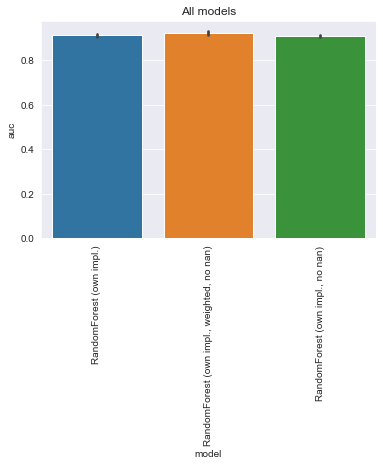 All models
auc
0.8
0.6
0.4
0.2
0.0
RandomForest (own impl.)
RandomForest (own impl., weighted, no nan)
RandomForest (own impl., no nan)
model